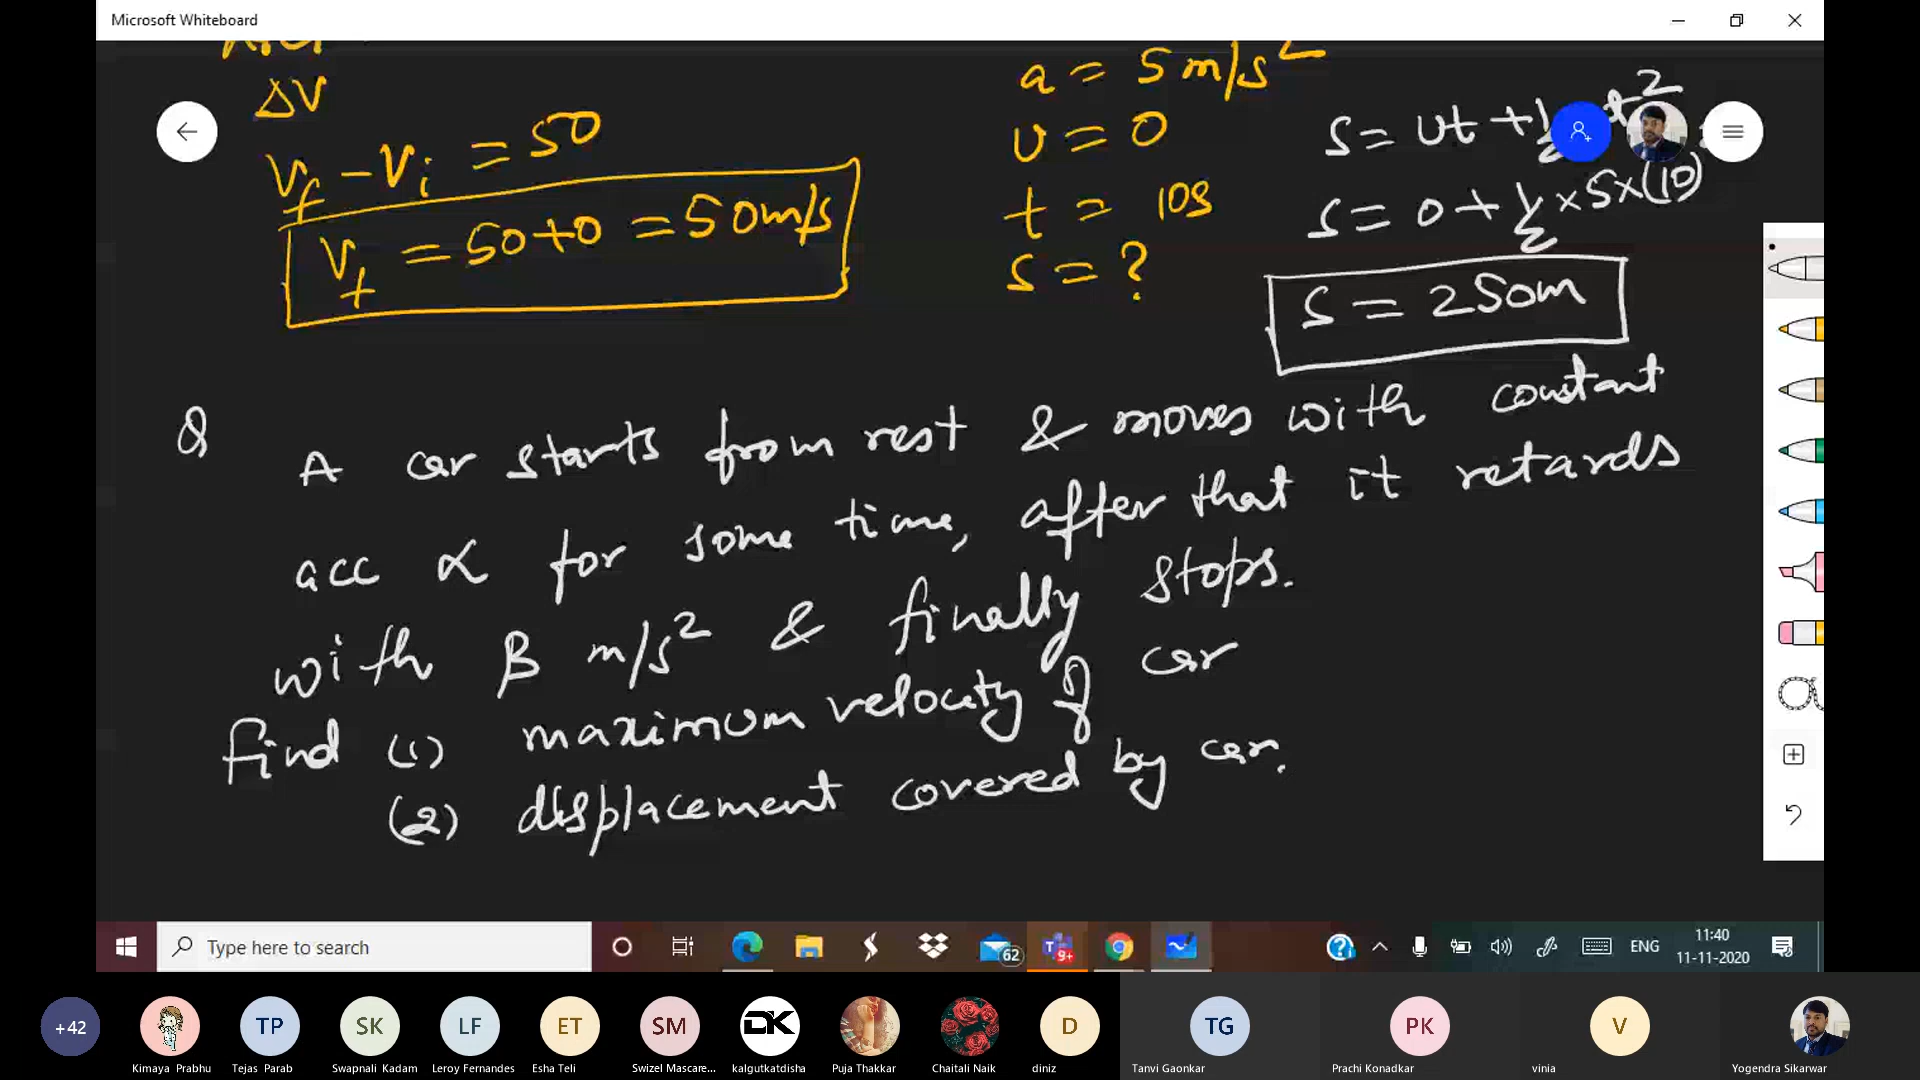 Microsoft Whiteboard
ΔV
Vf - Vi = 50
Vf = 50+0 = 50m/s
a = 5 m/s²
u = 0
t = 10s
s = ?
S = ut + ½ t²
S = 0 + ½ × 5 × (10)
S = 250m
Q A car starts from rest & moves with constant
acc α for some time, after that it retards
with β m/s² & finally stops.
find (1) maximum velocity of car
(2) displacement covered by car.
Type here to search
62
9+
ENG
11:40
11-11-2020
+42
TP
SK
LF
ET
SM
DK
D
TG
PK
V
Kimaya Prabhu
Tejas Parab
Swapnali Kadam
Leroy Fernandes
Esha Teli
Swizel Mascare...
kalgutkatdisha
Puja Thakkar
Chaitali Naik
diniz
Tanvi Gaonkar
Prachi Konadkar
vinia
Yogendra Sikarwar